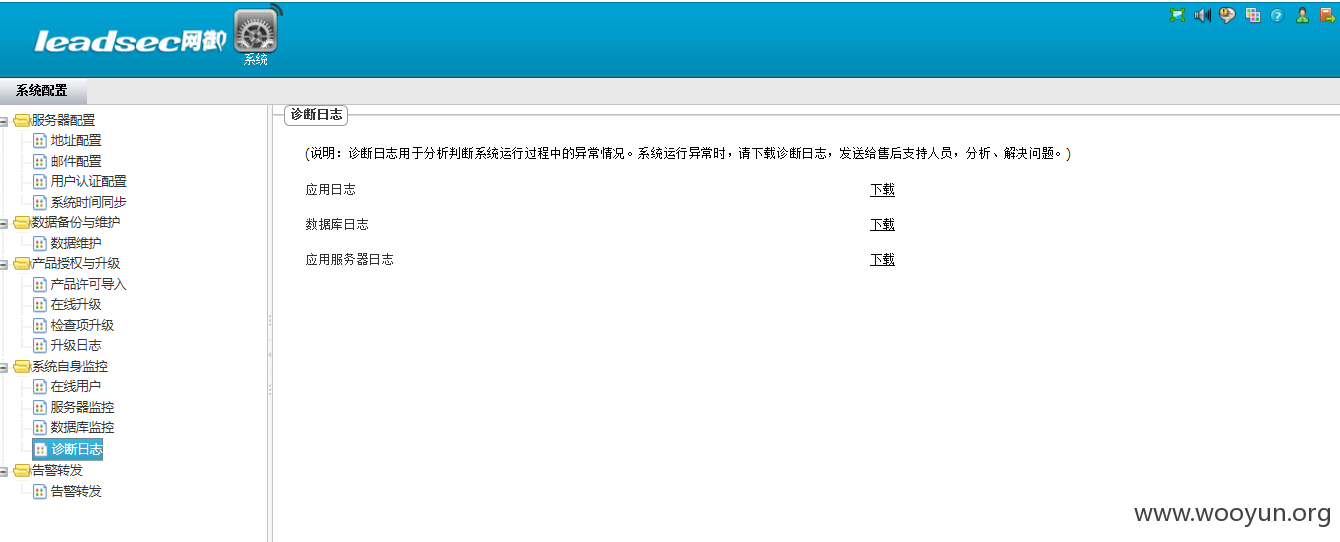 leadsec网御
系统
系统配置
服务器配置
地址配置
邮件配置
用户认证配置
系统时间同步
数据备份与维护
数据维护
产品授权与升级
产品许可导入
在线升级
检查项升级
升级日志
系统自身监控
在线用户
服务器监控
数据库监控
诊断日志
告警转发
告警转发
诊断日志
(说明：诊断日志用于分析判断系统运行过程中的异常情况。系统运行异常时，请下载诊断日志，发送给售后支持人员，分析、解决问题。)
应用日志 下载
数据库日志 下载
应用服务器日志 下载
www.wooyun.org